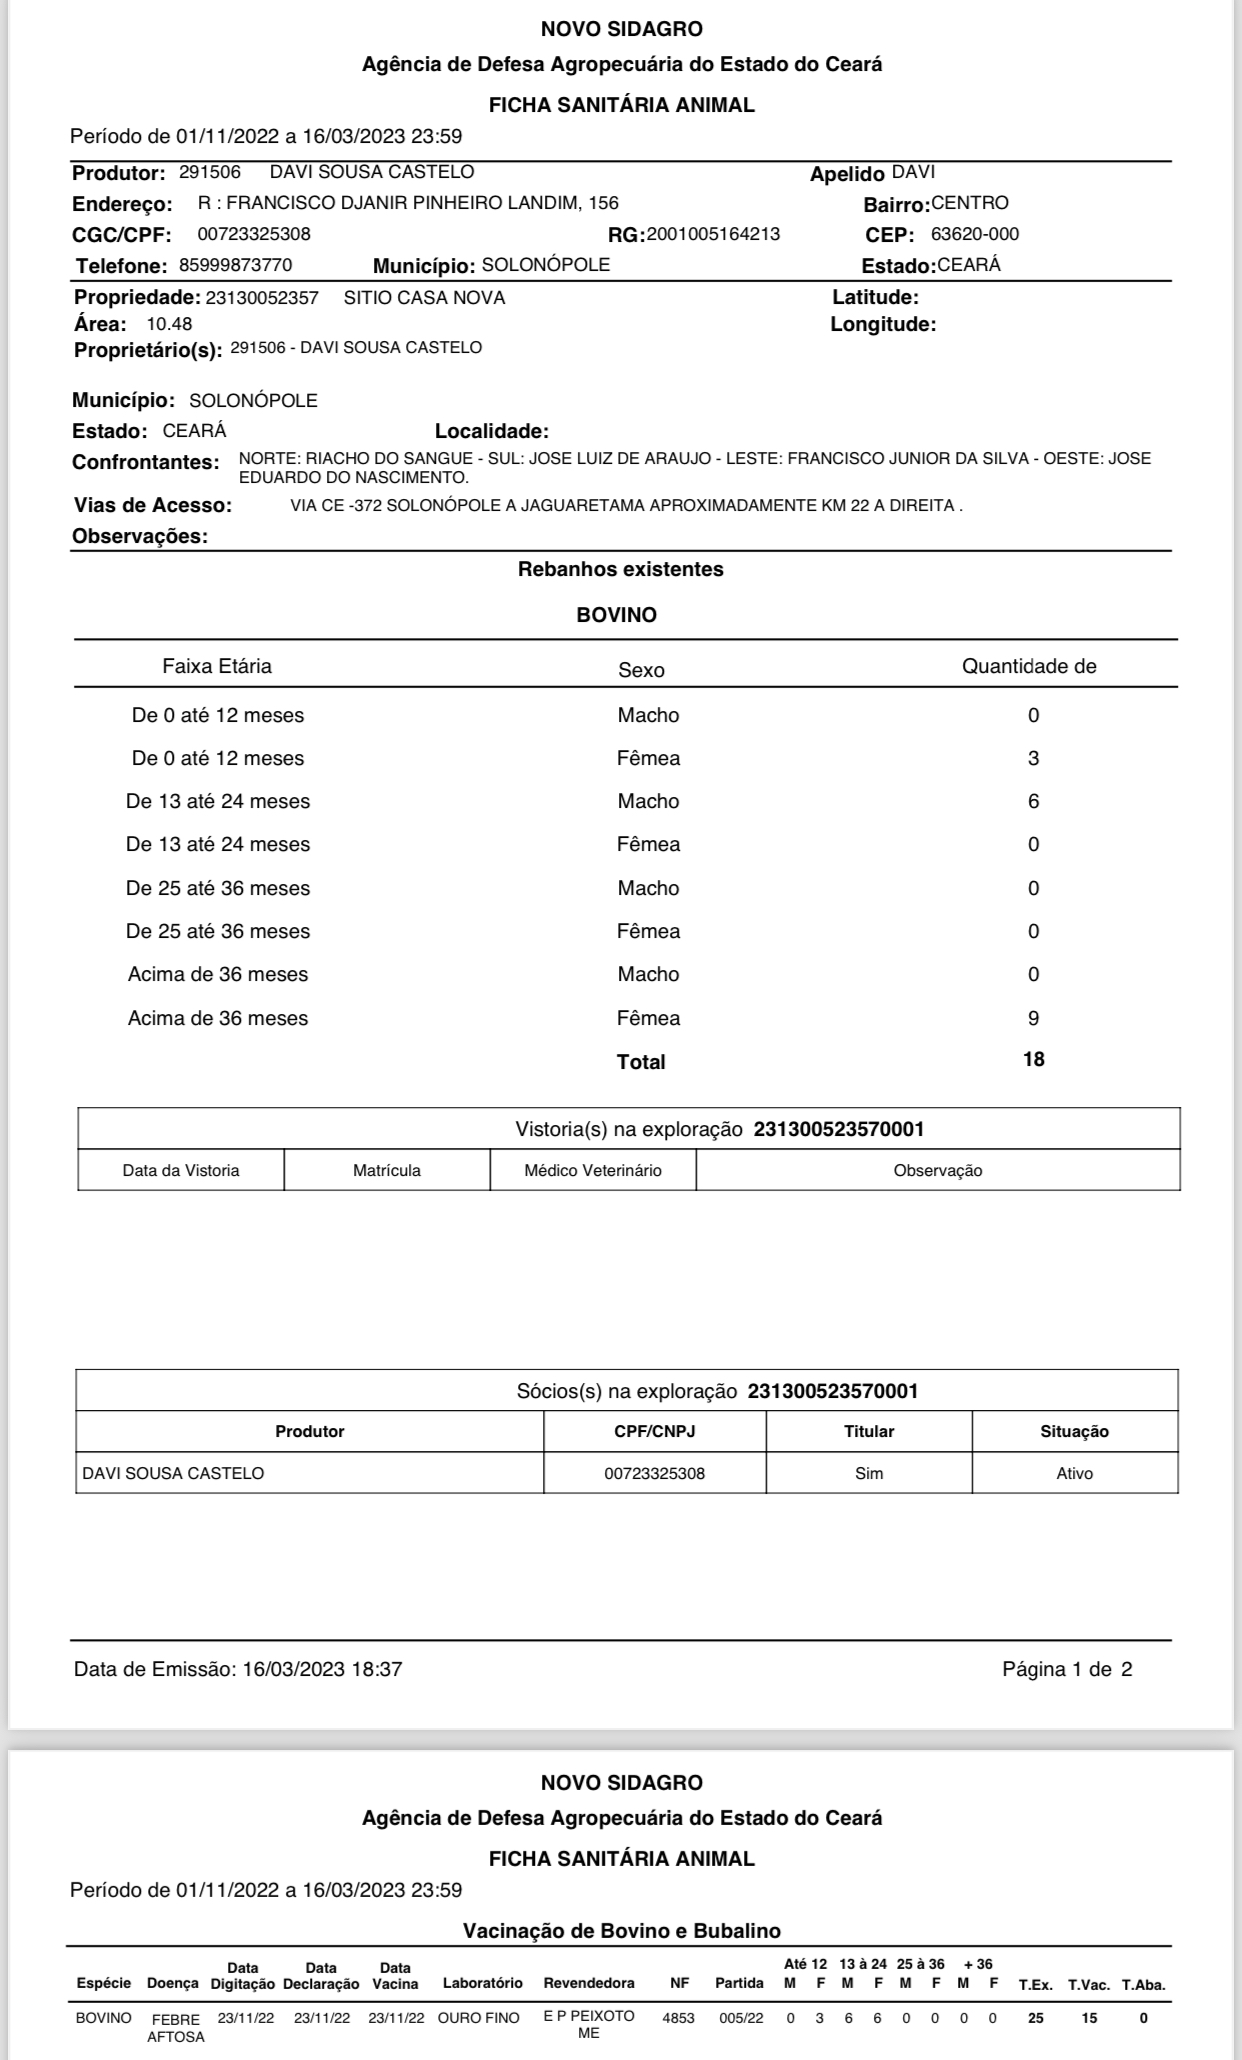 NOVO SIDAGRO
Agência de Defesa Agropecuária do Estado do Ceará
FICHA SANITÁRIA ANIMAL
Período de 01/11/2022 a 16/03/2023 23:59
Produtor: 291506 DAVI SOUSA CASTELO Apelido DAVI
Endereço: R : FRANCISCO DJANIR PINHEIRO LANDIM, 156 Bairro: CENTRO
CGC/CPF: 00723325308 RG: 2001005164213 CEP: 63620-000
Telefone: 85999873770 Município: SOLONÓPOLE Estado: CEARÁ
Propriedade: 23130052357 SITIO CASA NOVA Latitude:
Área: 10.48 Longitude:
Proprietário(s): 291506 - DAVI SOUSA CASTELO
Município: SOLONÓPOLE
Estado: CEARÁ Localidade:
Confrontantes: NORTE: RIACHO DO SANGUE - SUL: JOSE LUIZ DE ARAUJO - LESTE: FRANCISCO JUNIOR DA SILVA - OESTE: JOSE
EDUARDO DO NASCIMENTO.
Vias de Acesso: VIA CE -372 SOLONÓPOLE A JAGUARETAMA APROXIMADAMENTE KM 22 A DIREITA .
Observações:
Rebanhos existentes
BOVINO
Faixa Etária Sexo Quantidade de
De 0 até 12 meses Macho 0
De 0 até 12 meses Fêmea 3
De 13 até 24 meses Macho 6
De 13 até 24 meses Fêmea 0
De 25 até 36 meses Macho 0
De 25 até 36 meses Fêmea 0
Acima de 36 meses Macho 0
Acima de 36 meses Fêmea 9
Total 18
Vistoria(s) na exploração 231300523570001
Data da Vistoria Matrícula Médico Veterinário Observação
Sócios(s) na exploração 231300523570001
Produtor CPF/CNPJ Titular Situação
DAVI SOUSA CASTELO 00723325308 Sim Ativo
Data de Emissão: 16/03/2023 18:37 Página 1 de 2
NOVO SIDAGRO
Agência de Defesa Agropecuária do Estado do Ceará
FICHA SANITÁRIA ANIMAL
Período de 01/11/2022 a 16/03/2023 23:59
Vacinação de Bovino e Bubalino
Data Data Data Até 12 13 à 24 25 à 36 + 36
Espécie Doença Digitação Declaração Vacina Laboratório Revendedora NF Partida M F M F M F M F T.Ex. T.Vac. T.Aba.
BOVINO FEBRE 23/11/22 23/11/22 23/11/22 OURO FINO E P PEIXOTO 4853 005/22 0 3 6 6 0 0 0 0 25 15 0
AFTOSA ME